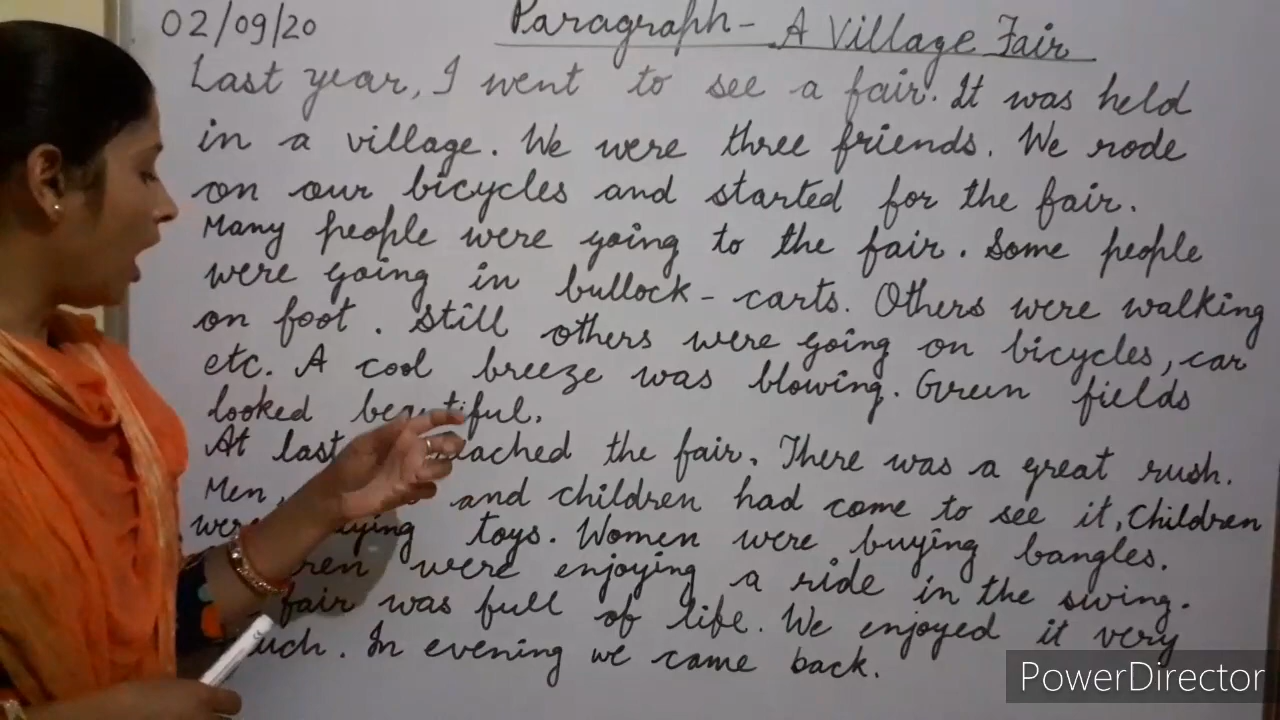 02/09/20
Paragraph - A Village Fair
Last year, I went to see a fair. It was held
in a village. We were three friends. We rode
on our bicycles and started for the fair.
Many people were going to the fair. Some people
were going in bullock-carts. Others were walking
on foot. Still others were going on bicycles, car
etc. A cool breeze was blowing. Green fields
looked beautiful.
At last reached the fair. There was a great rush.
Men, and children had come to see it, Children
were buying toys. Women were buying bangles.
ren were enjoying a ride in the swing.
fair was full of life. We enjoyed it very
uch. In evening we came back.
PowerDirector